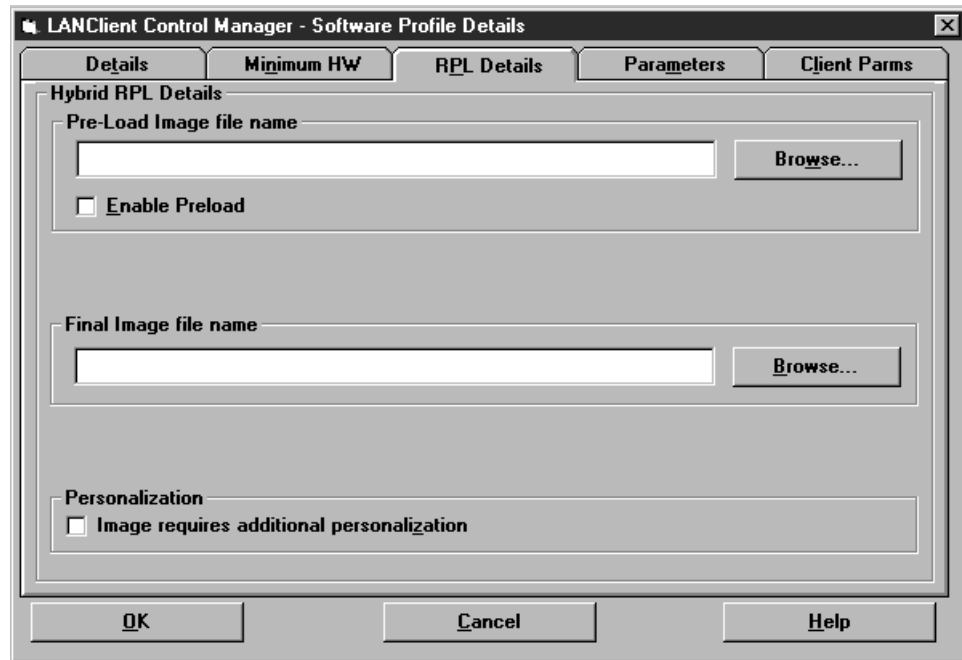 LANClient Control Manager - Software Profile Details
Details Minimum HW RPL Details Parameters Client Parms
Hybrid RPL Details
Pre-Load Image file name
Browse...
Enable Preload
Final Image file name
Browse...
Personalization
Image requires additional personalization
OK Cancel Help